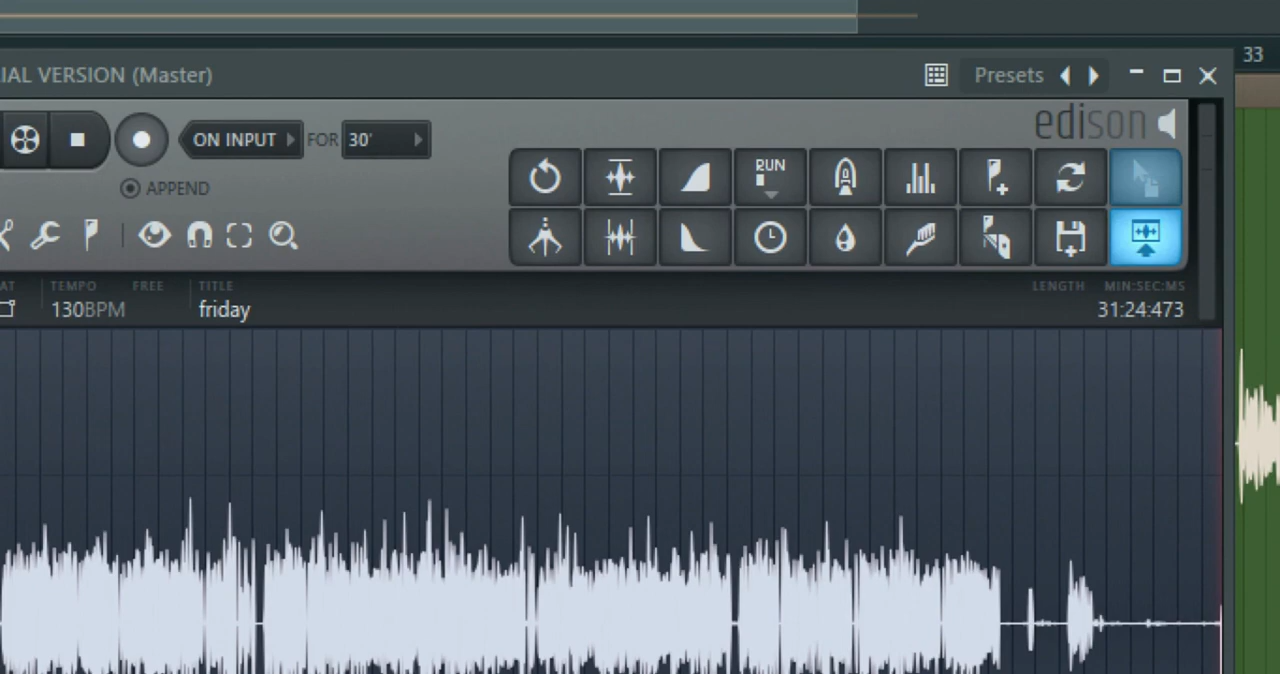 33
IAL VERSION (Master)
Presets
edison
ON INPUT
FOR
30'
RUN
APPEND
AT
TEMPO
FREE
TITLE
LENGTH
MIN:SEC:MS
130BPM
friday
31:24:473